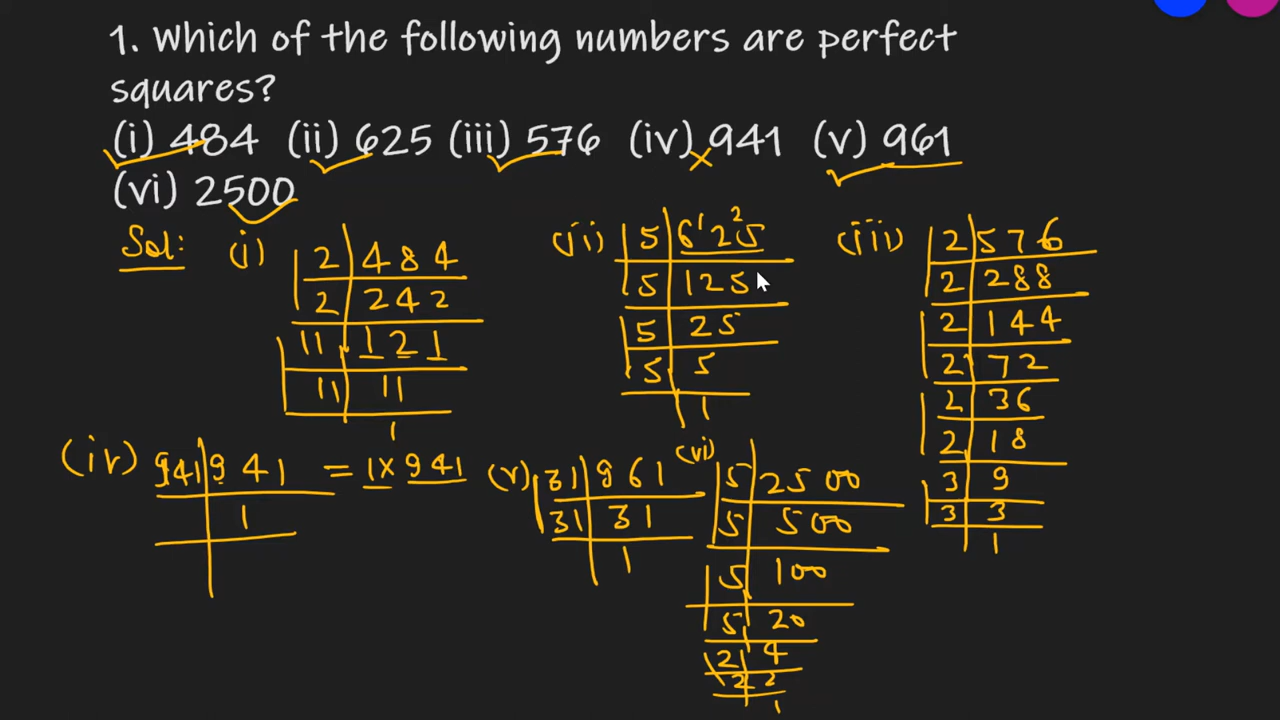 1. Which of the following numbers are perfect
squares?
(i) 484 (ii) 625 (iii) 576 (iv) 941 (v) 961
(vi) 2500
Sol:
(i)
2 | 484
2 | 242
11 | 121
11 | 11
1
(ii)
5 | 6¹2²5
5 | 125
5 | 25
5 | 5
1
(iii)
2 | 576
2 | 288
2 | 144
2 | 72
2 | 36
2 | 18
3 | 9
3 | 3
1
(iv)
941 | 941 = 1 × 941
1
(v)
31 | 961
31 | 31
1
(vi)
5 | 2500
5 | 500
5 | 100
5 | 20
2 | 4
2 | 2
1